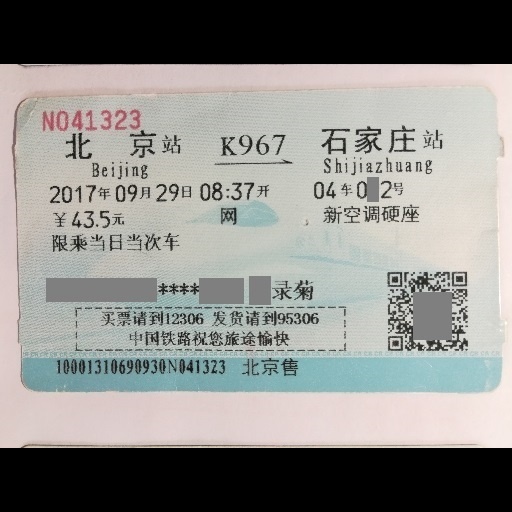 N041323
北 京 站 K967 石家庄 站
Beijing Shijiazhuang
2017年09月29日08:37开 04车0 2号
￥43.5元 网 新空调硬座
限乘当日当次车
**** 录菊
买票请到12306 发货请到95306
中国铁路祝您旅途愉快
10001310690930N041323 北京售